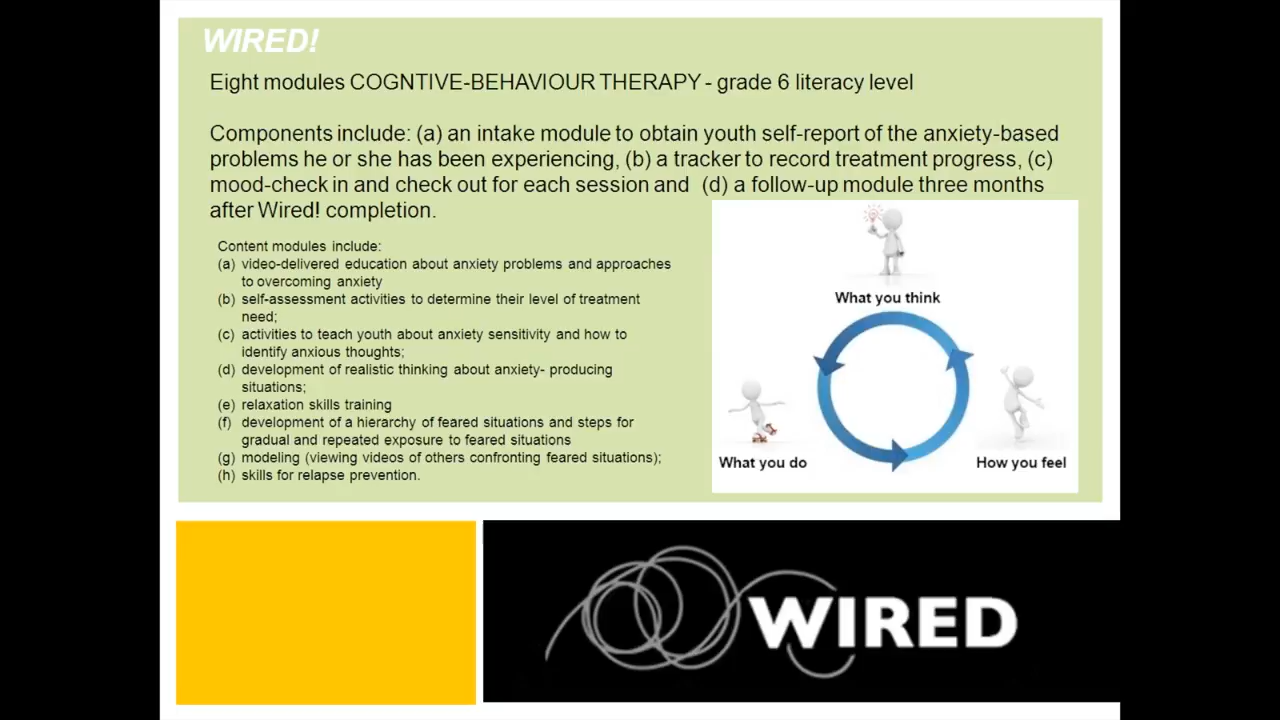 WIRED!
Eight modules COGNTIVE-BEHAVIOUR THERAPY - grade 6 literacy level
Components include: (a) an intake module to obtain youth self-report of the anxiety-based
problems he or she has been experiencing, (b) a tracker to record treatment progress, (c)
mood-check in and check out for each session and (d) a follow-up module three months
after Wired! completion.
Content modules include:
(a) video-delivered education about anxiety problems and approaches
to overcoming anxiety
(b) self-assessment activities to determine their level of treatment
need;
(c) activities to teach youth about anxiety sensitivity and how to
identify anxious thoughts;
(d) development of realistic thinking about anxiety- producing
situations;
(e) relaxation skills training
(f) development of a hierarchy of feared situations and steps for
gradual and repeated exposure to feared situations
(g) modeling (viewing videos of others confronting feared situations);
(h) skills for relapse prevention.
What you think
What you do
How you feel
WIRED